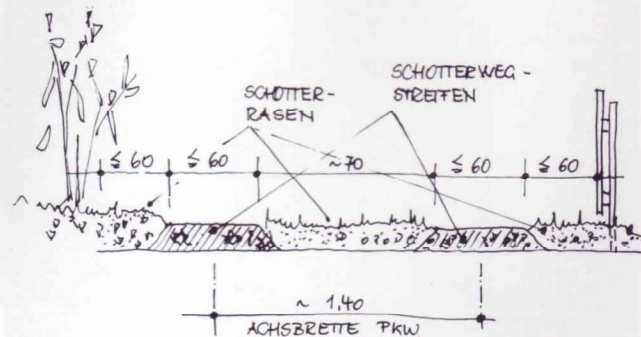 SCHOTTERWEG-
STREIFEN
SCHOTTER-
RASEN
≤ 60 ≤ 60 ~70 ≤ 60 ≤ 60
~ 1,40
ACHSBREITE PKW